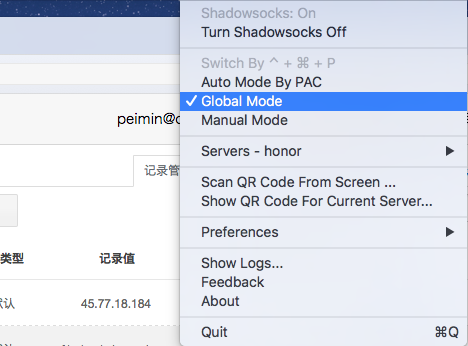 Shadowsocks: On
Turn Shadowsocks Off
Switch By ^ + ⌘ + P
Auto Mode By PAC
✓ Global Mode
Manual Mode
Servers - honor
Scan QR Code From Screen ...
Show QR Code For Current Server...
Preferences
Show Logs...
Feedback
About
Quit ⌘Q
peimin@
记录管
类型 记录值
默认 45.77.18.184